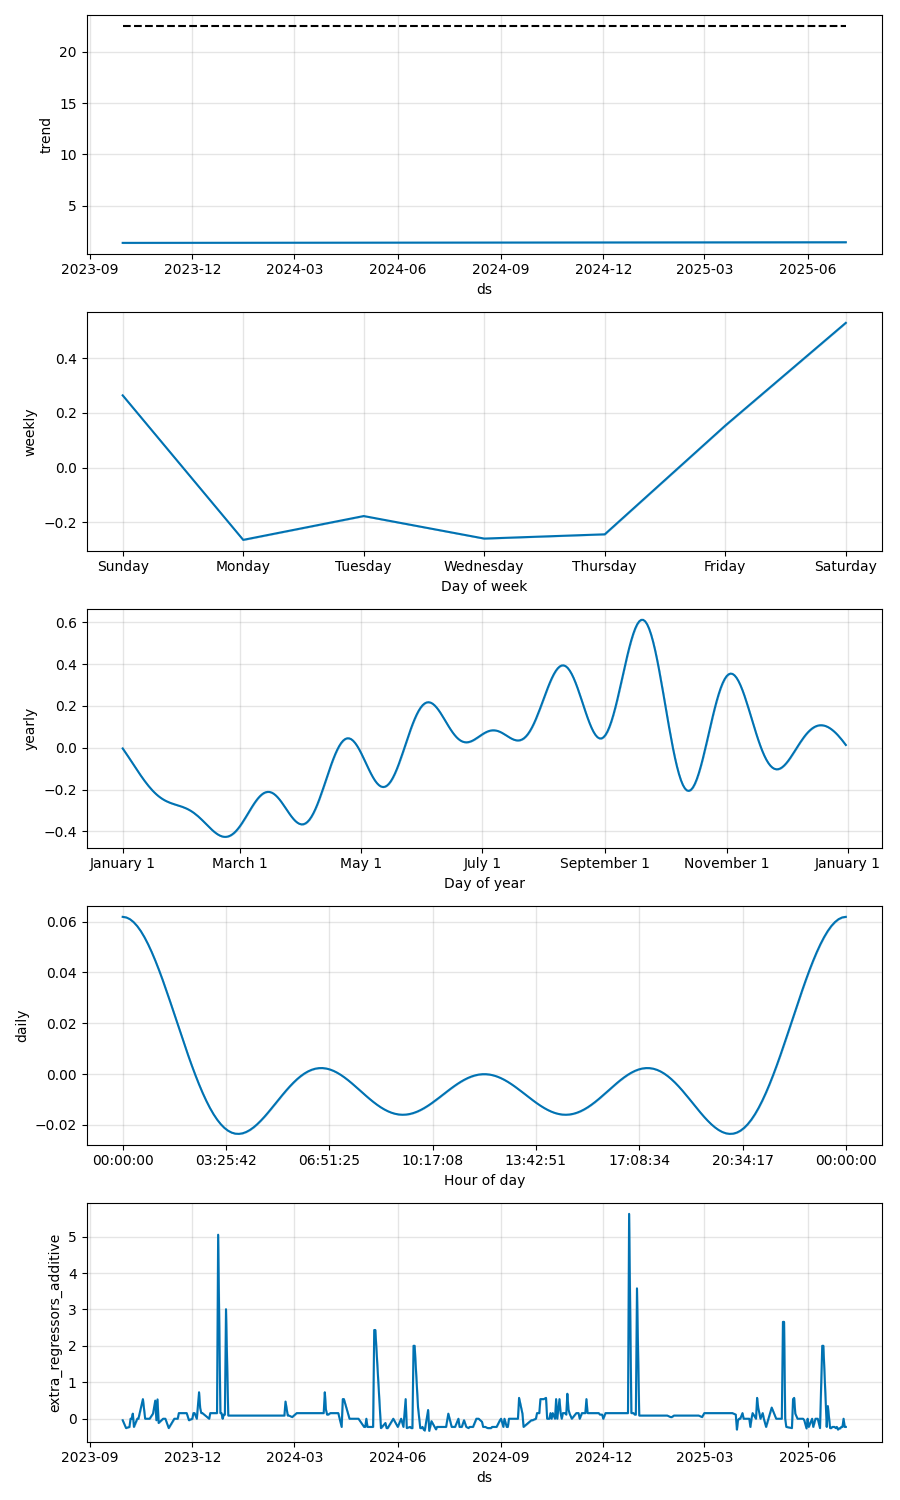 20
15
10
5
trend
2023-09 2023-12 2024-03 2024-06 2024-09 2024-12 2025-03 2025-06
ds
0.4
0.2
0.0
−0.2
weekly
Sunday Monday Tuesday Wednesday Thursday Friday Saturday
Day of week
0.6
0.4
0.2
0.0
−0.2
−0.4
yearly
January 1 March 1 May 1 July 1 September 1 November 1 January 1
Day of year
0.06
0.04
0.02
0.00
−0.02
daily
00:00:00 03:25:42 06:51:25 10:17:08 13:42:51 17:08:34 20:34:17 00:00:00
Hour of day
5
4
3
2
1
0
extra_regressors_additive
2023-09 2023-12 2024-03 2024-06 2024-09 2024-12 2025-03 2025-06
ds